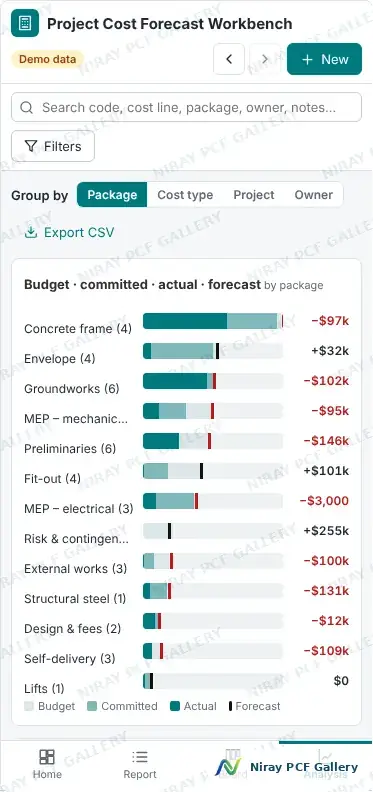 Project Cost Forecast Workbench
Demo data
New
Search code, cost line, package, owner, notes...
Filters
Group by Package Cost type Project Owner
Export CSV
Budget · committed · actual · forecast by package
Concrete frame (4) −$97k
Envelope (4) +$32k
Groundworks (6) −$102k
MEP – mechanic... −$95k
Preliminaries (6) −$146k
Fit-out (4) +$101k
MEP – electrical (3) −$3,000
Risk & contingen... +$255k
External works (3) −$100k
Structural steel (1) −$131k
Design & fees (2) −$12k
Self-delivery (3) −$109k
Lifts (1) $0
Budget Committed Actual Forecast
Home Report Analysis
Niray PCF Gallery
NIRAY PCF GALLERY